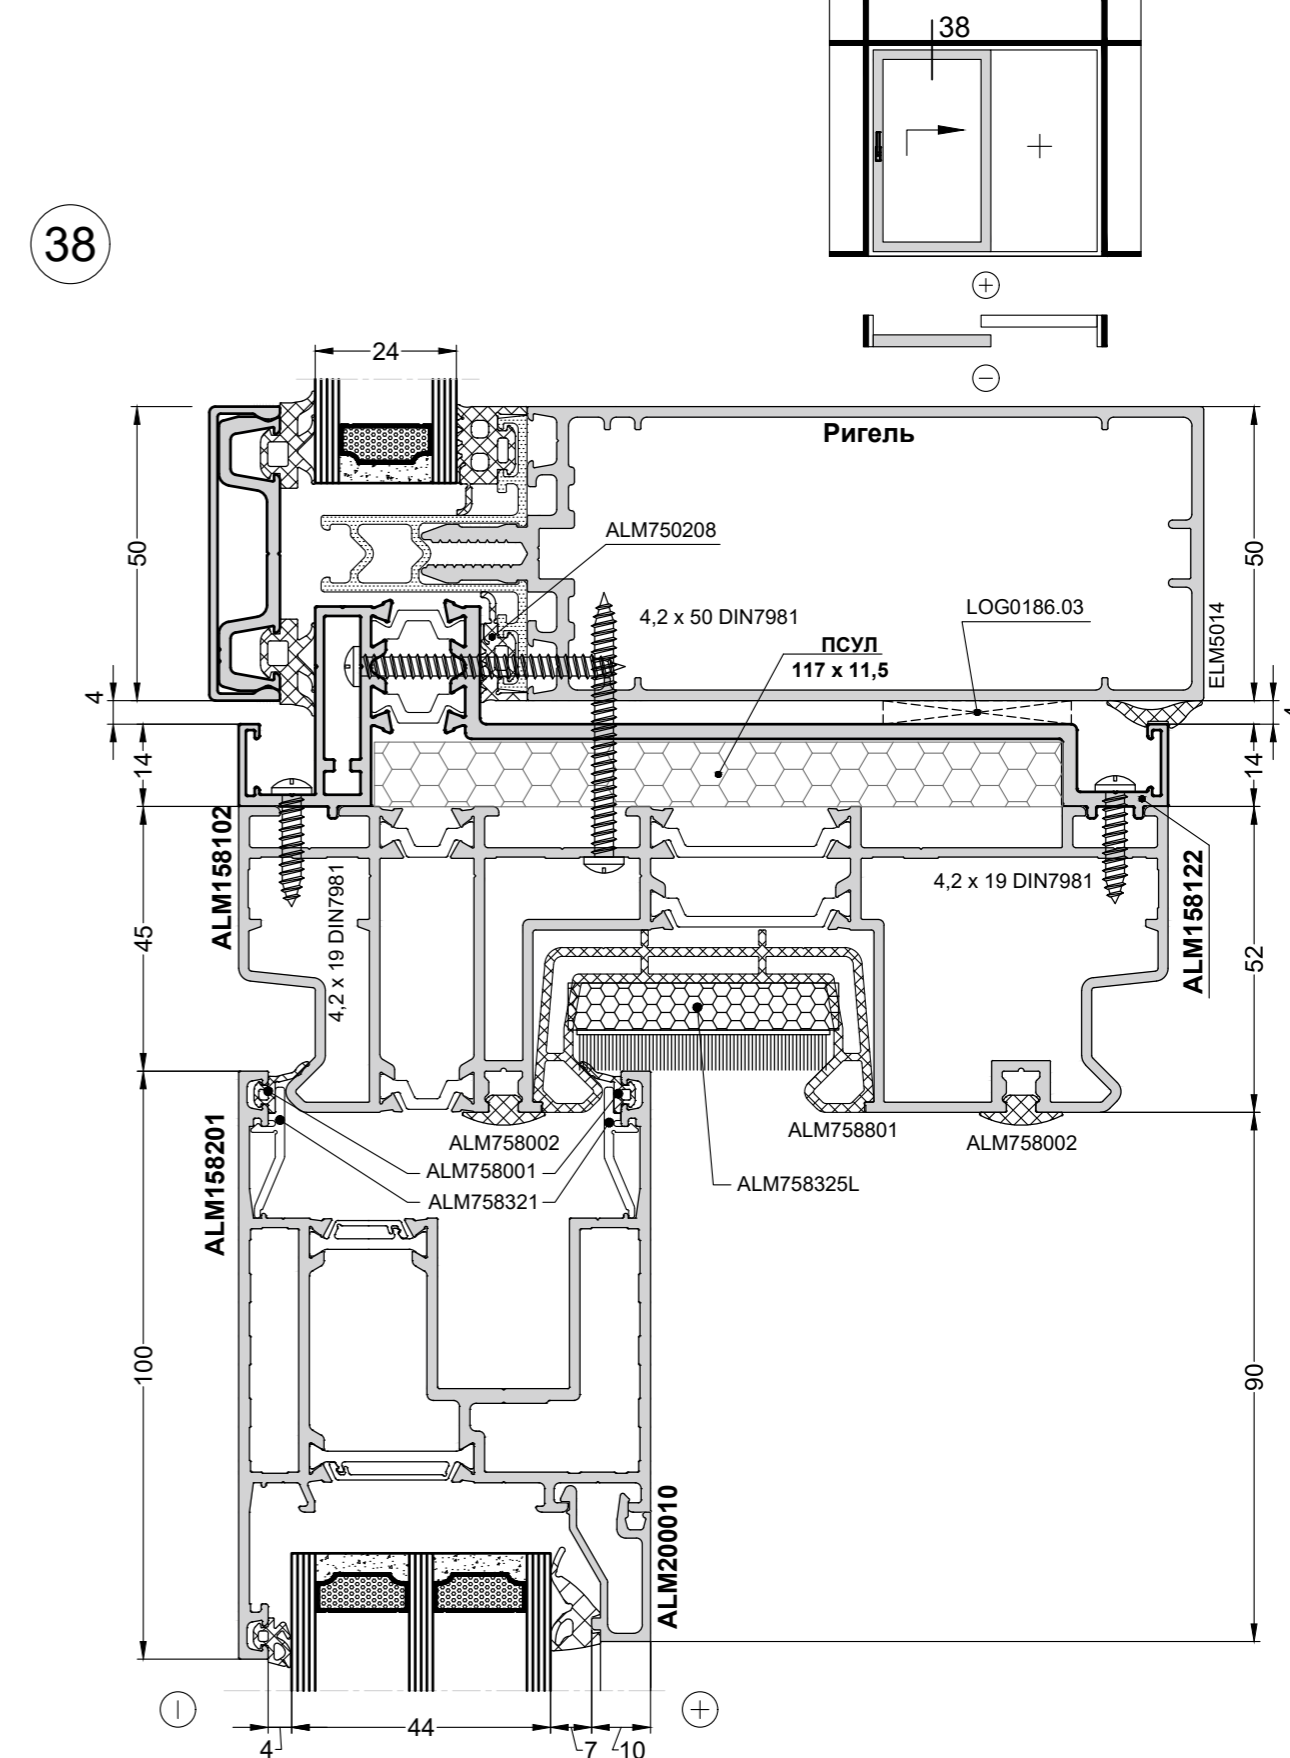 38
38
24
Ригель
50
ALM750208
4,2 x 50 DIN7981
LOG0186.03
50
ПСУЛ
117 x 11,5
ELM5014
4
4
14
14
ALM158102
4,2 x 19 DIN7981
4,2 x 19 DIN7981
ALM158122
45
52
ALM758002
ALM758801
ALM758002
ALM158201
ALM758001
ALM758325L
ALM758321
100
90
ALM200010
44
4
7
10